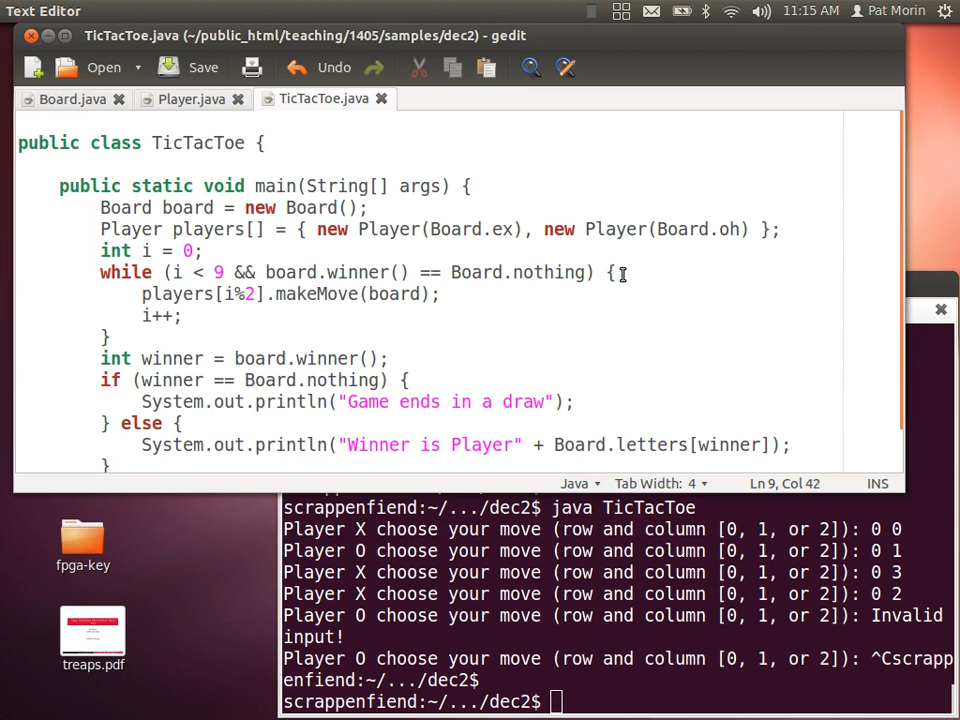 Text Editor
11:15 AM Pat Morin
TicTacToe.java (~/public_html/teaching/1405/samples/dec2) - gedit
Open Save Undo
Board.java Player.java TicTacToe.java
public class TicTacToe {
public static void main(String[] args) {
Board board = new Board();
Player players[] = { new Player(Board.ex), new Player(Board.oh) };
int i = 0;
while (i < 9 && board.winner() == Board.nothing) {
players[i%2].makeMove(board);
i++;
}
int winner = board.winner();
if (winner == Board.nothing) {
System.out.println("Game ends in a draw");
} else {
System.out.println("Winner is Player" + Board.letters[winner]);
}
Java Tab Width: 4 Ln 9, Col 42 INS
scrappenfiend:~/.../dec2$ java TicTacToe
Player X choose your move (row and column [0, 1, or 2]): 0 0
Player O choose your move (row and column [0, 1, or 2]): 0 1
Player X choose your move (row and column [0, 1, or 2]): 0 3
Player X choose your move (row and column [0, 1, or 2]): 0 2
Player O choose your move (row and column [0, 1, or 2]): Invalid
input!
Player O choose your move (row and column [0, 1, or 2]): ^Cscrapp
enfiend:~/.../dec2$
scrappenfiend:~/.../dec2$
fpga-key
treaps.pdf